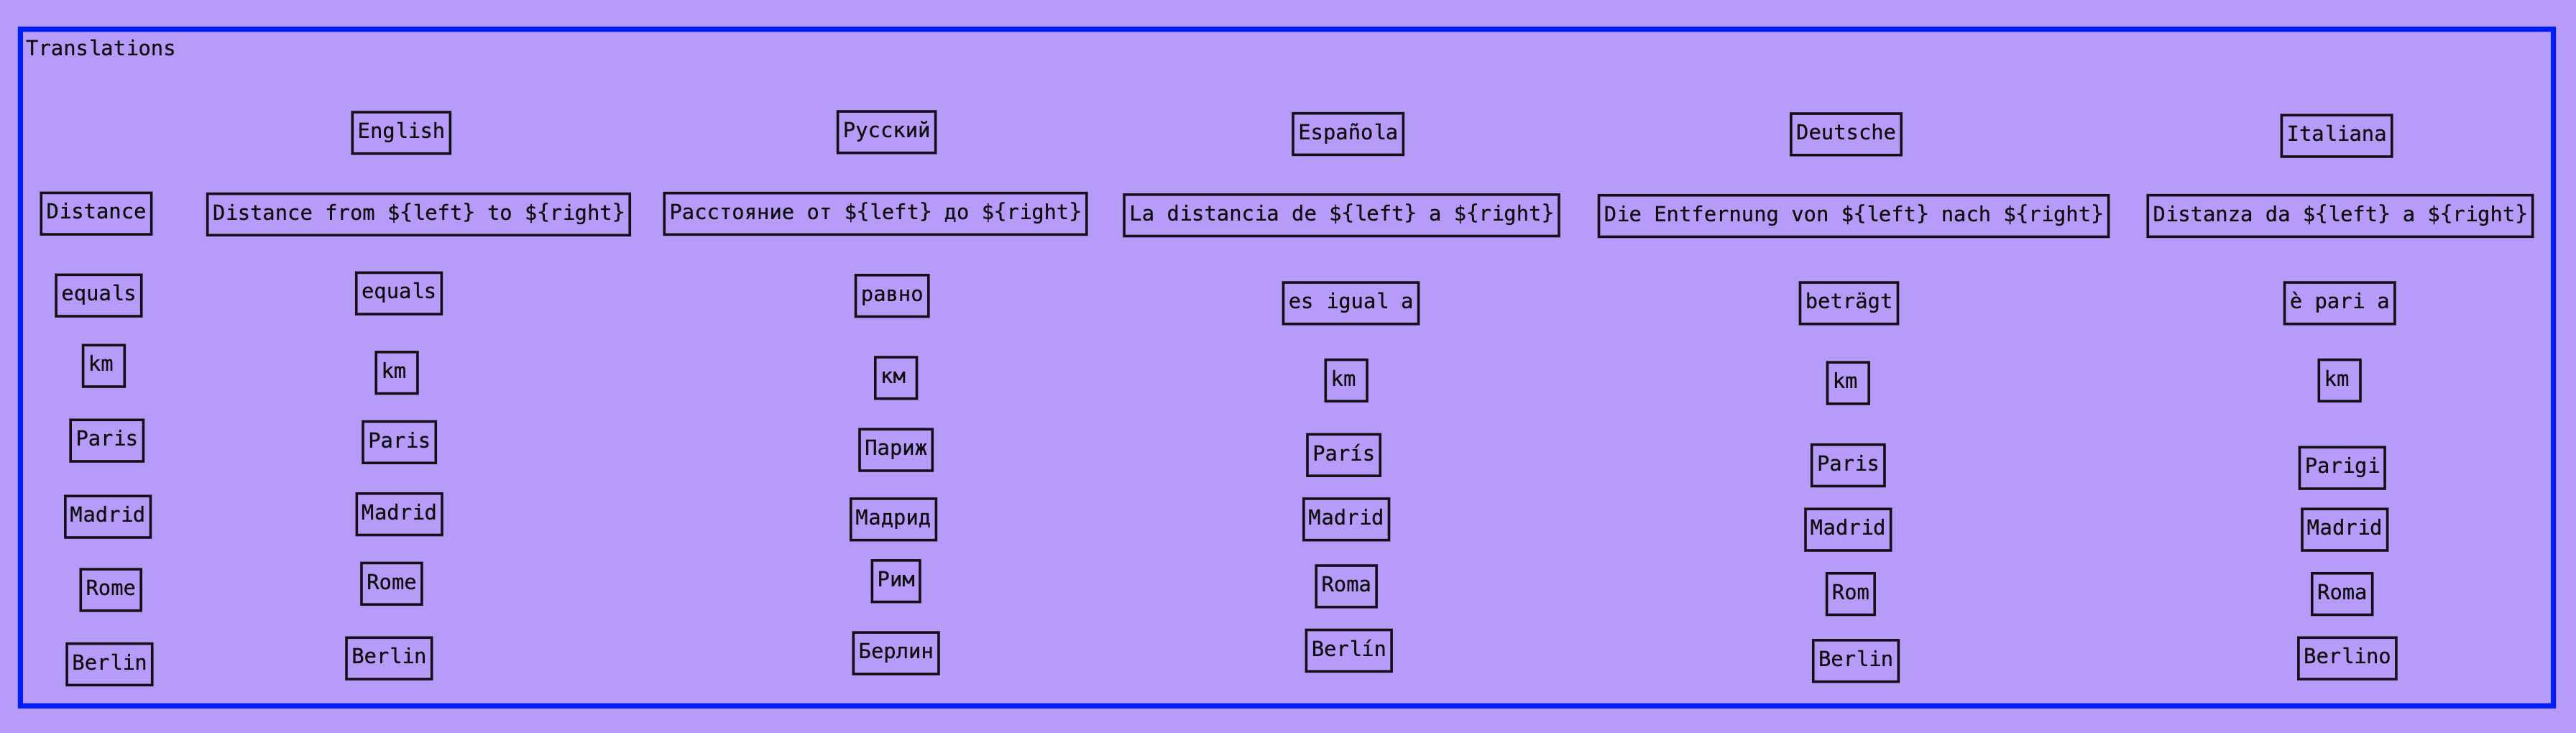 Translations
English Русский Española Deutsche Italiana
Distance Distance from ${left} to ${right} Расстояние от ${left} до ${right} La distancia de ${left} a ${right} Die Entfernung von ${left} nach ${right} Distanza da ${left} a ${right}
equals equals равно es igual a beträgt è pari a
km km км km km km
Paris Paris Париж París Paris Parigi
Madrid Madrid Мадрид Madrid Madrid Madrid
Rome Rome Рим Roma Rom Roma
Berlin Berlin Берлин Berlín Berlin Berlino